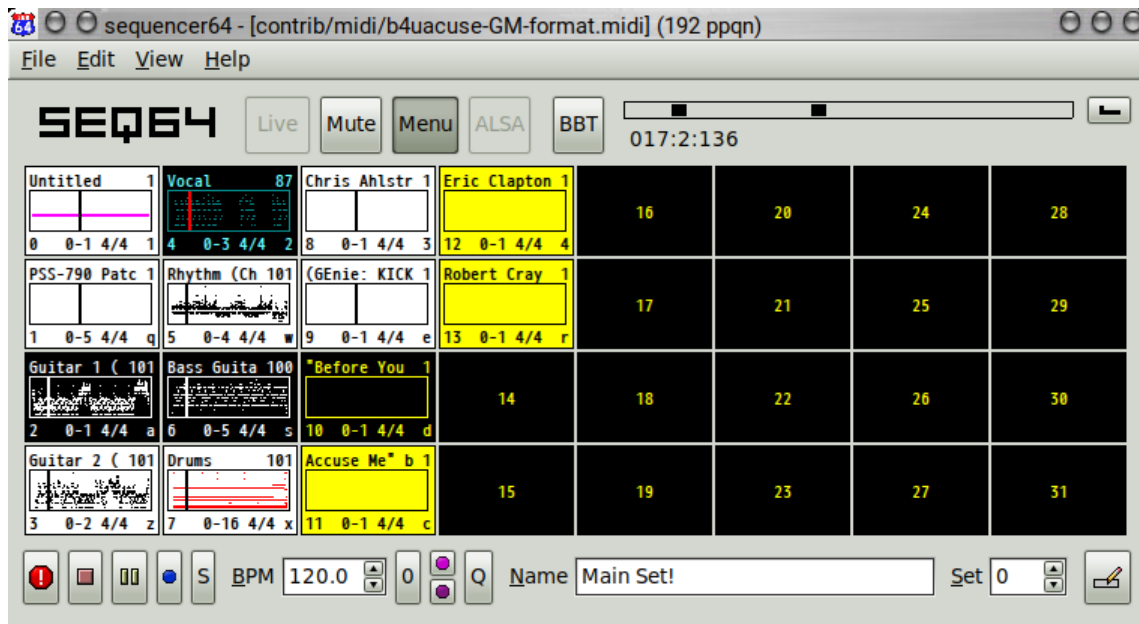 sequencer64 - [contrib/midi/b4uacuse-GM-format.midi] (192 ppqn)
File Edit View Help
SEQ64 Live Mute Menu ALSA BBT
017:2:136
Untitled 1 Vocal 87 Chris Ahlstr 1 Eric Clapton 1
16 20 24 28
0 0-1 4/4 1 4 0-3 4/4 2 8 0-1 4/4 3 12 0-1 4/4 4
PSS-790 Patc 1 Rhythm (Ch 101 (GEnie: KICK 1 Robert Cray 1
17 21 25 29
1 0-5 4/4 q 5 0-4 4/4 w 9 0-1 4/4 e 13 0-1 4/4 r
Guitar 1 ( 101 Bass Guita 100 "Before You 1
14 18 22 26 30
2 0-1 4/4 a 6 0-5 4/4 s 10 0-1 4/4 d
Guitar 2 ( 101 Drums 101 Accuse Me" b 1
15 19 23 27 31
3 0-2 4/4 z 7 0-16 4/4 x 11 0-1 4/4 c
S BPM 120.0 0 Q Name Main Set! Set 0